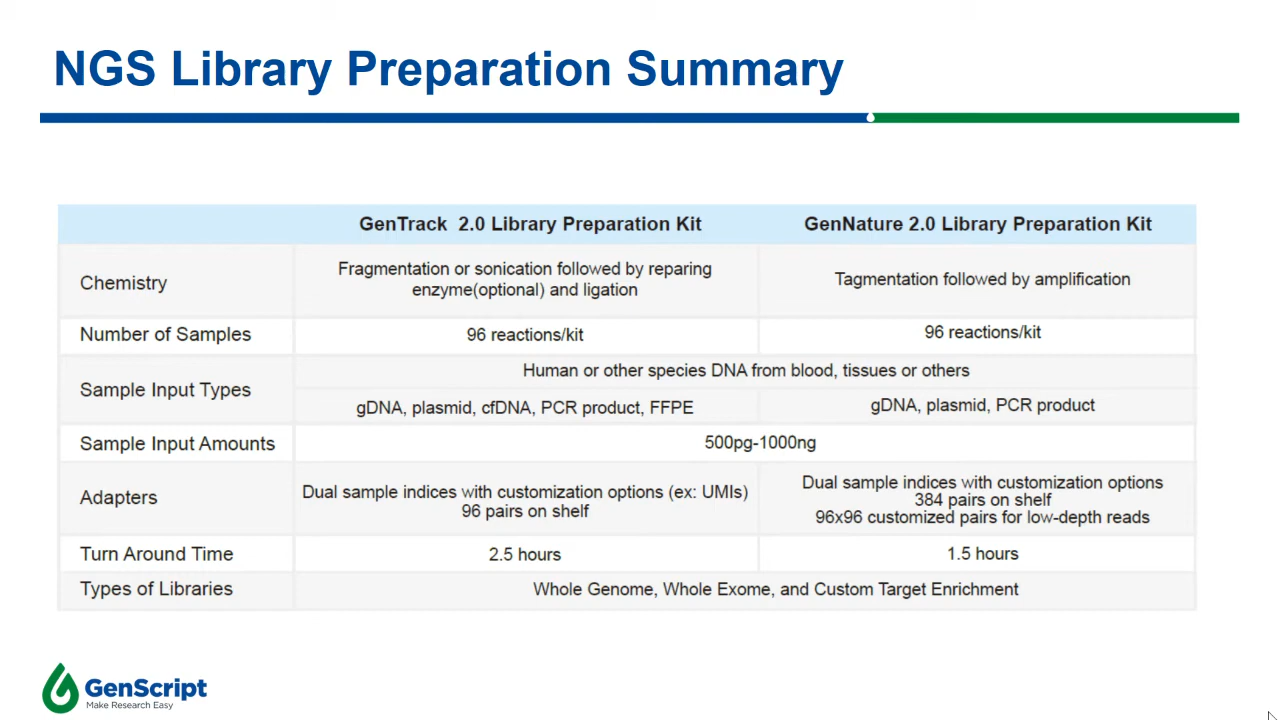 NGS Library Preparation Summary
GenTrack 2.0 Library Preparation Kit
GenNature 2.0 Library Preparation Kit
Chemistry
Fragmentation or sonication followed by reparing
enzyme(optional) and ligation
Tagmentation followed by amplification
Number of Samples
96 reactions/kit
96 reactions/kit
Sample Input Types
Human or other species DNA from blood, tissues or others
gDNA, plasmid, cfDNA, PCR product, FFPE
gDNA, plasmid, PCR product
Sample Input Amounts
500pg-1000ng
Adapters
Dual sample indices with customization options (ex: UMIs)
96 pairs on shelf
Dual sample indices with customization options
384 pairs on shelf
96x96 customized pairs for low-depth reads
Turn Around Time
2.5 hours
1.5 hours
Types of Libraries
Whole Genome, Whole Exome, and Custom Target Enrichment
GenScript
Make Research Easy